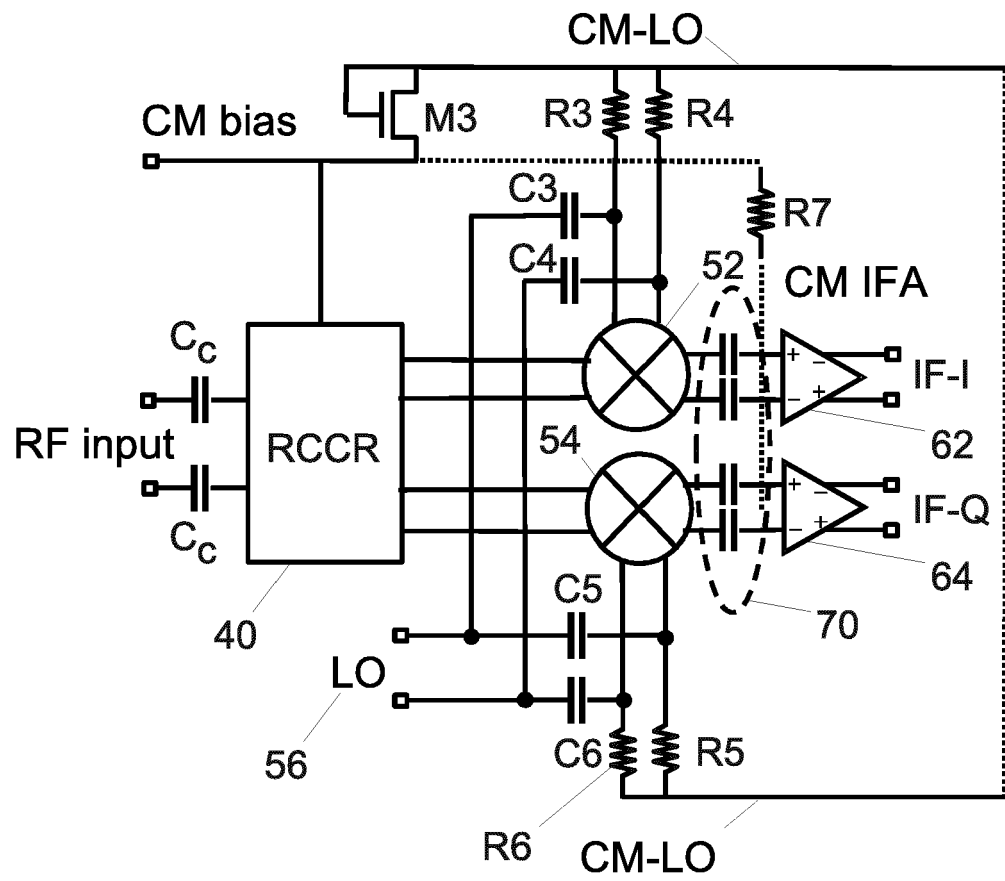 CM-LO
CM bias
M3
R3
R4
C3
R7
C4
52
CM IFA
Cc
RF input
RCCR
+ −
− +
IF-I
54
62
+ −
− +
IF-Q
Cc
64
C5
70
40
LO
C6
R5
56
R6
CM-LO